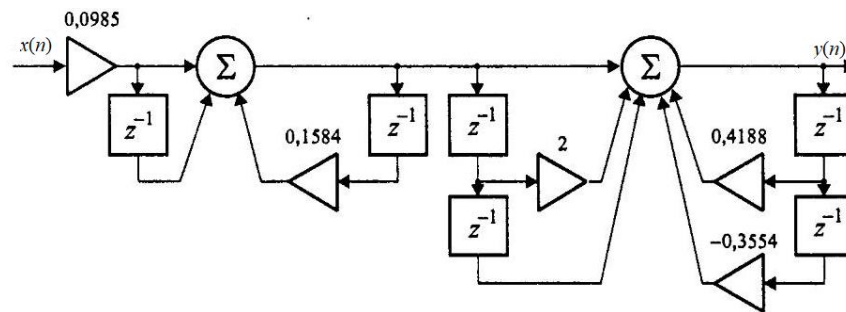 0,0985
x(n)
Σ
Σ
y(n)
z⁻¹
0,1584
z⁻¹
z⁻¹
2
0,4188
z⁻¹
z⁻¹
−0,3554
z⁻¹